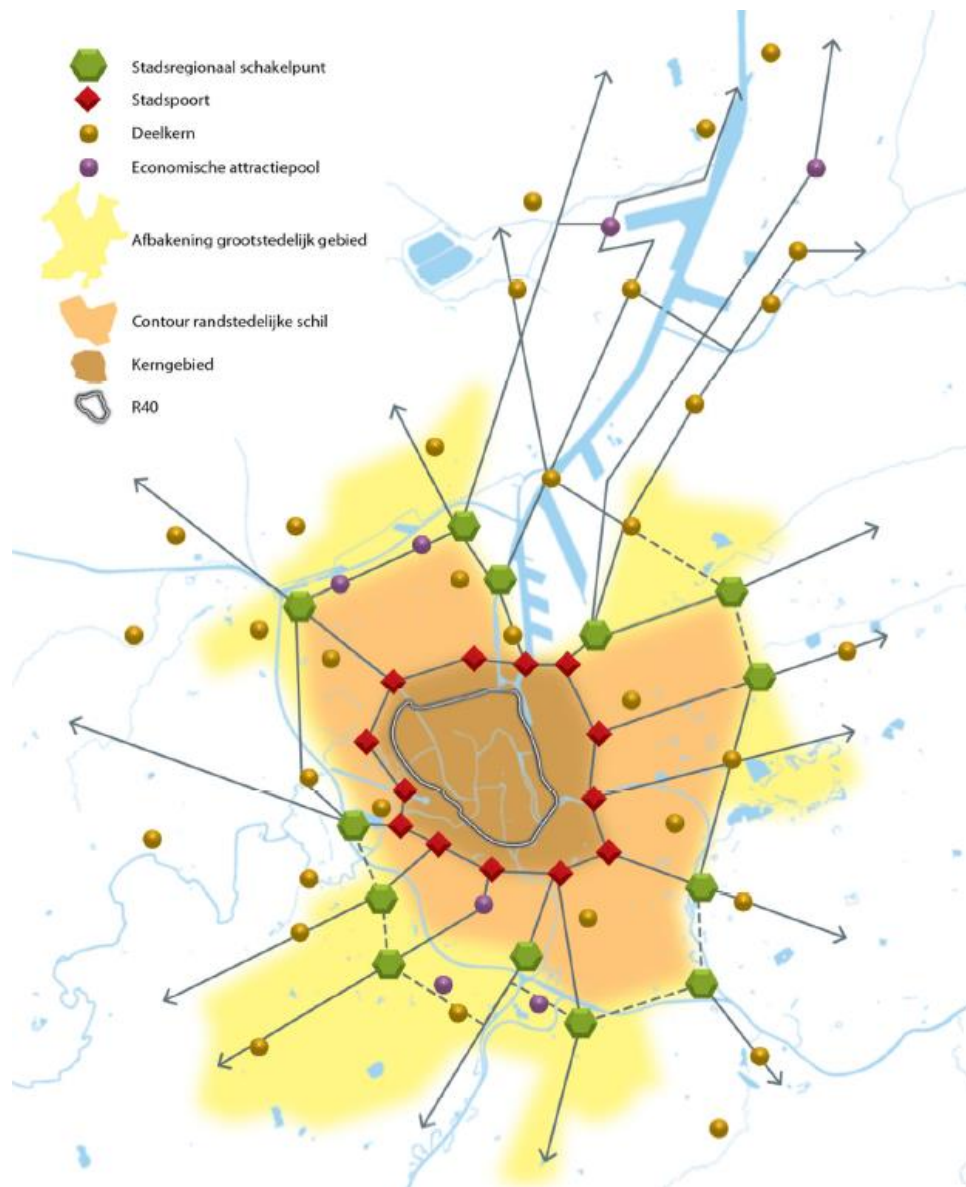 Stadsregionaal schakelpunt
Stadspoort
Deelkern
Economische attractiepool
Afbakening grootstedelijk gebied
Contour randstedelijke schil
Kerngebied
R40